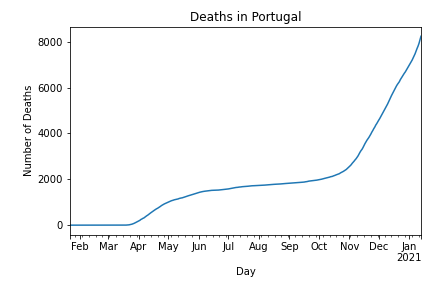 Deaths in Portugal
8000
6000
4000
2000
0
Number of Deaths
Feb Mar Apr May Jun Jul Aug Sep Oct Nov Dec Jan
2021
Day